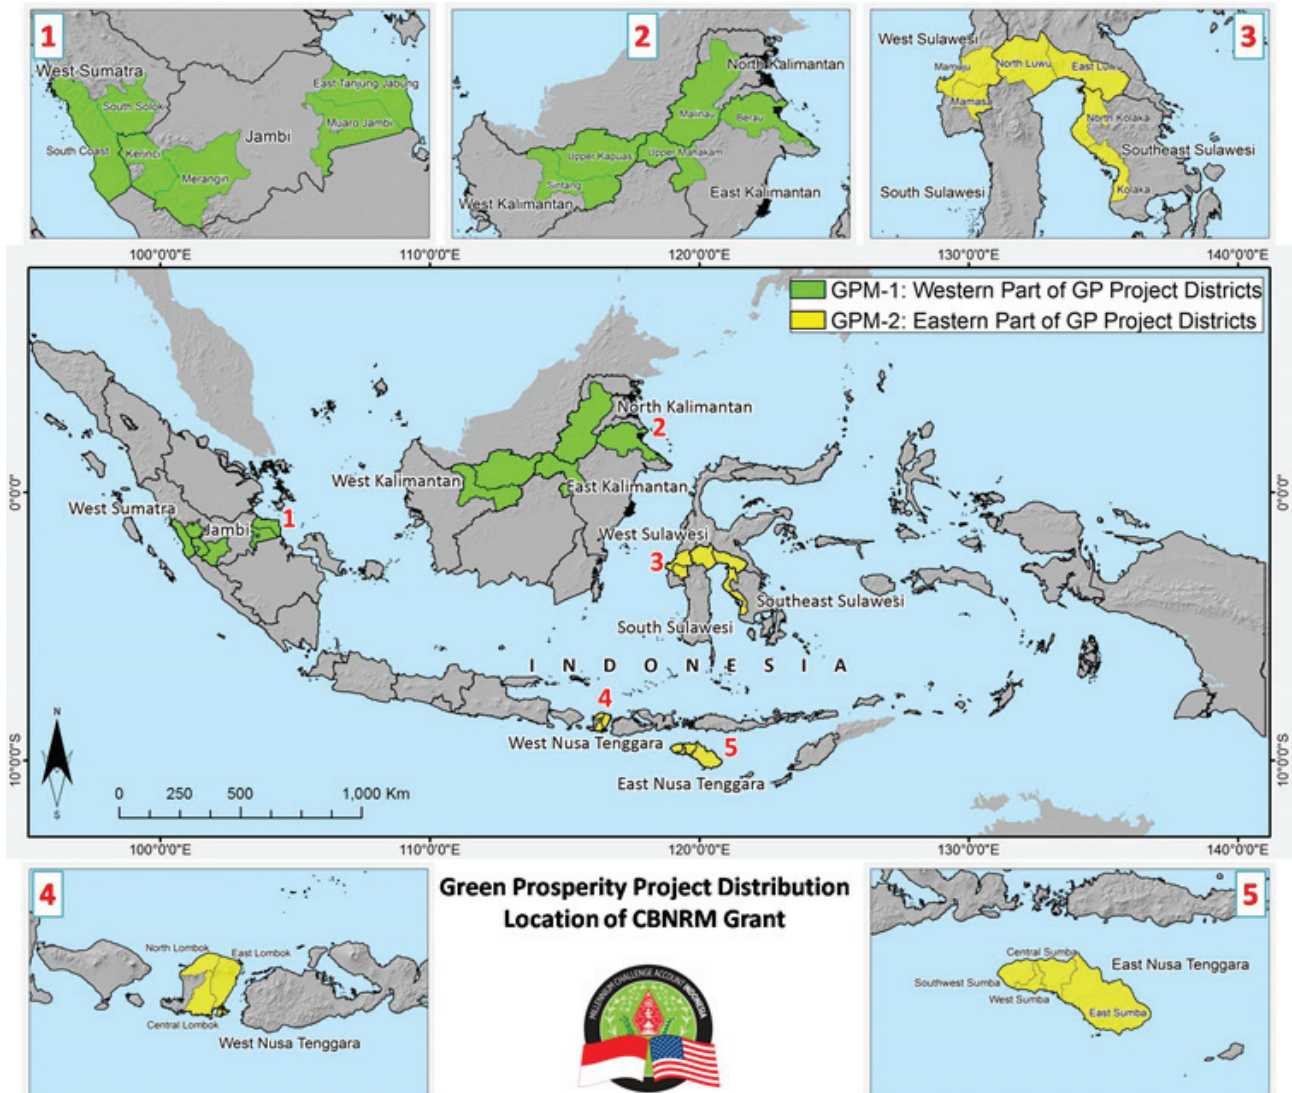 1
West Sumatra
South Solok
East Tanjung Jabung
Muaro Jambi
Jambi
South Coast
Kerinci
Merangin
2
North Kalimantan
Malinau
Berau
Upper Kapuas
Upper Mahakam
Sintang
West Kalimantan
East Kalimantan
3
West Sulawesi
Mamuju
North Luwu
East Luwu
Mamasa
North Kolaka
Southeast Sulawesi
South Sulawesi
Kolaka
100°0'0"E
110°0'0"E
120°0'0"E
130°0'0"E
140°0'0"E
GPM-1: Western Part of GP Project Districts
GPM-2: Eastern Part of GP Project Districts
North Kalimantan
2
West Kalimantan
East Kalimantan
0°0'0"
0°0'0"
West Sumatra
Jambi
1
West Sulawesi
3
Southeast Sulawesi
South Sulawesi
INDONESIA
4
West Nusa Tenggara
5
East Nusa Tenggara
10°0'0"S
10°0'0"S
N
S
0 250 500 1,000 Km
100°0'0"E
110°0'0"E
120°0'0"E
130°0'0"E
140°0'0"E
4
North Lombok
East Lombok
Central Lombok
West Nusa Tenggara
Green Prosperity Project Distribution
Location of CBNRM Grant
MILLENNIUM CHALLENGE ACCOUNT INDONESIA
5
Central Sumba
East Nusa Tenggara
Southwest Sumba
West Sumba
East Sumba